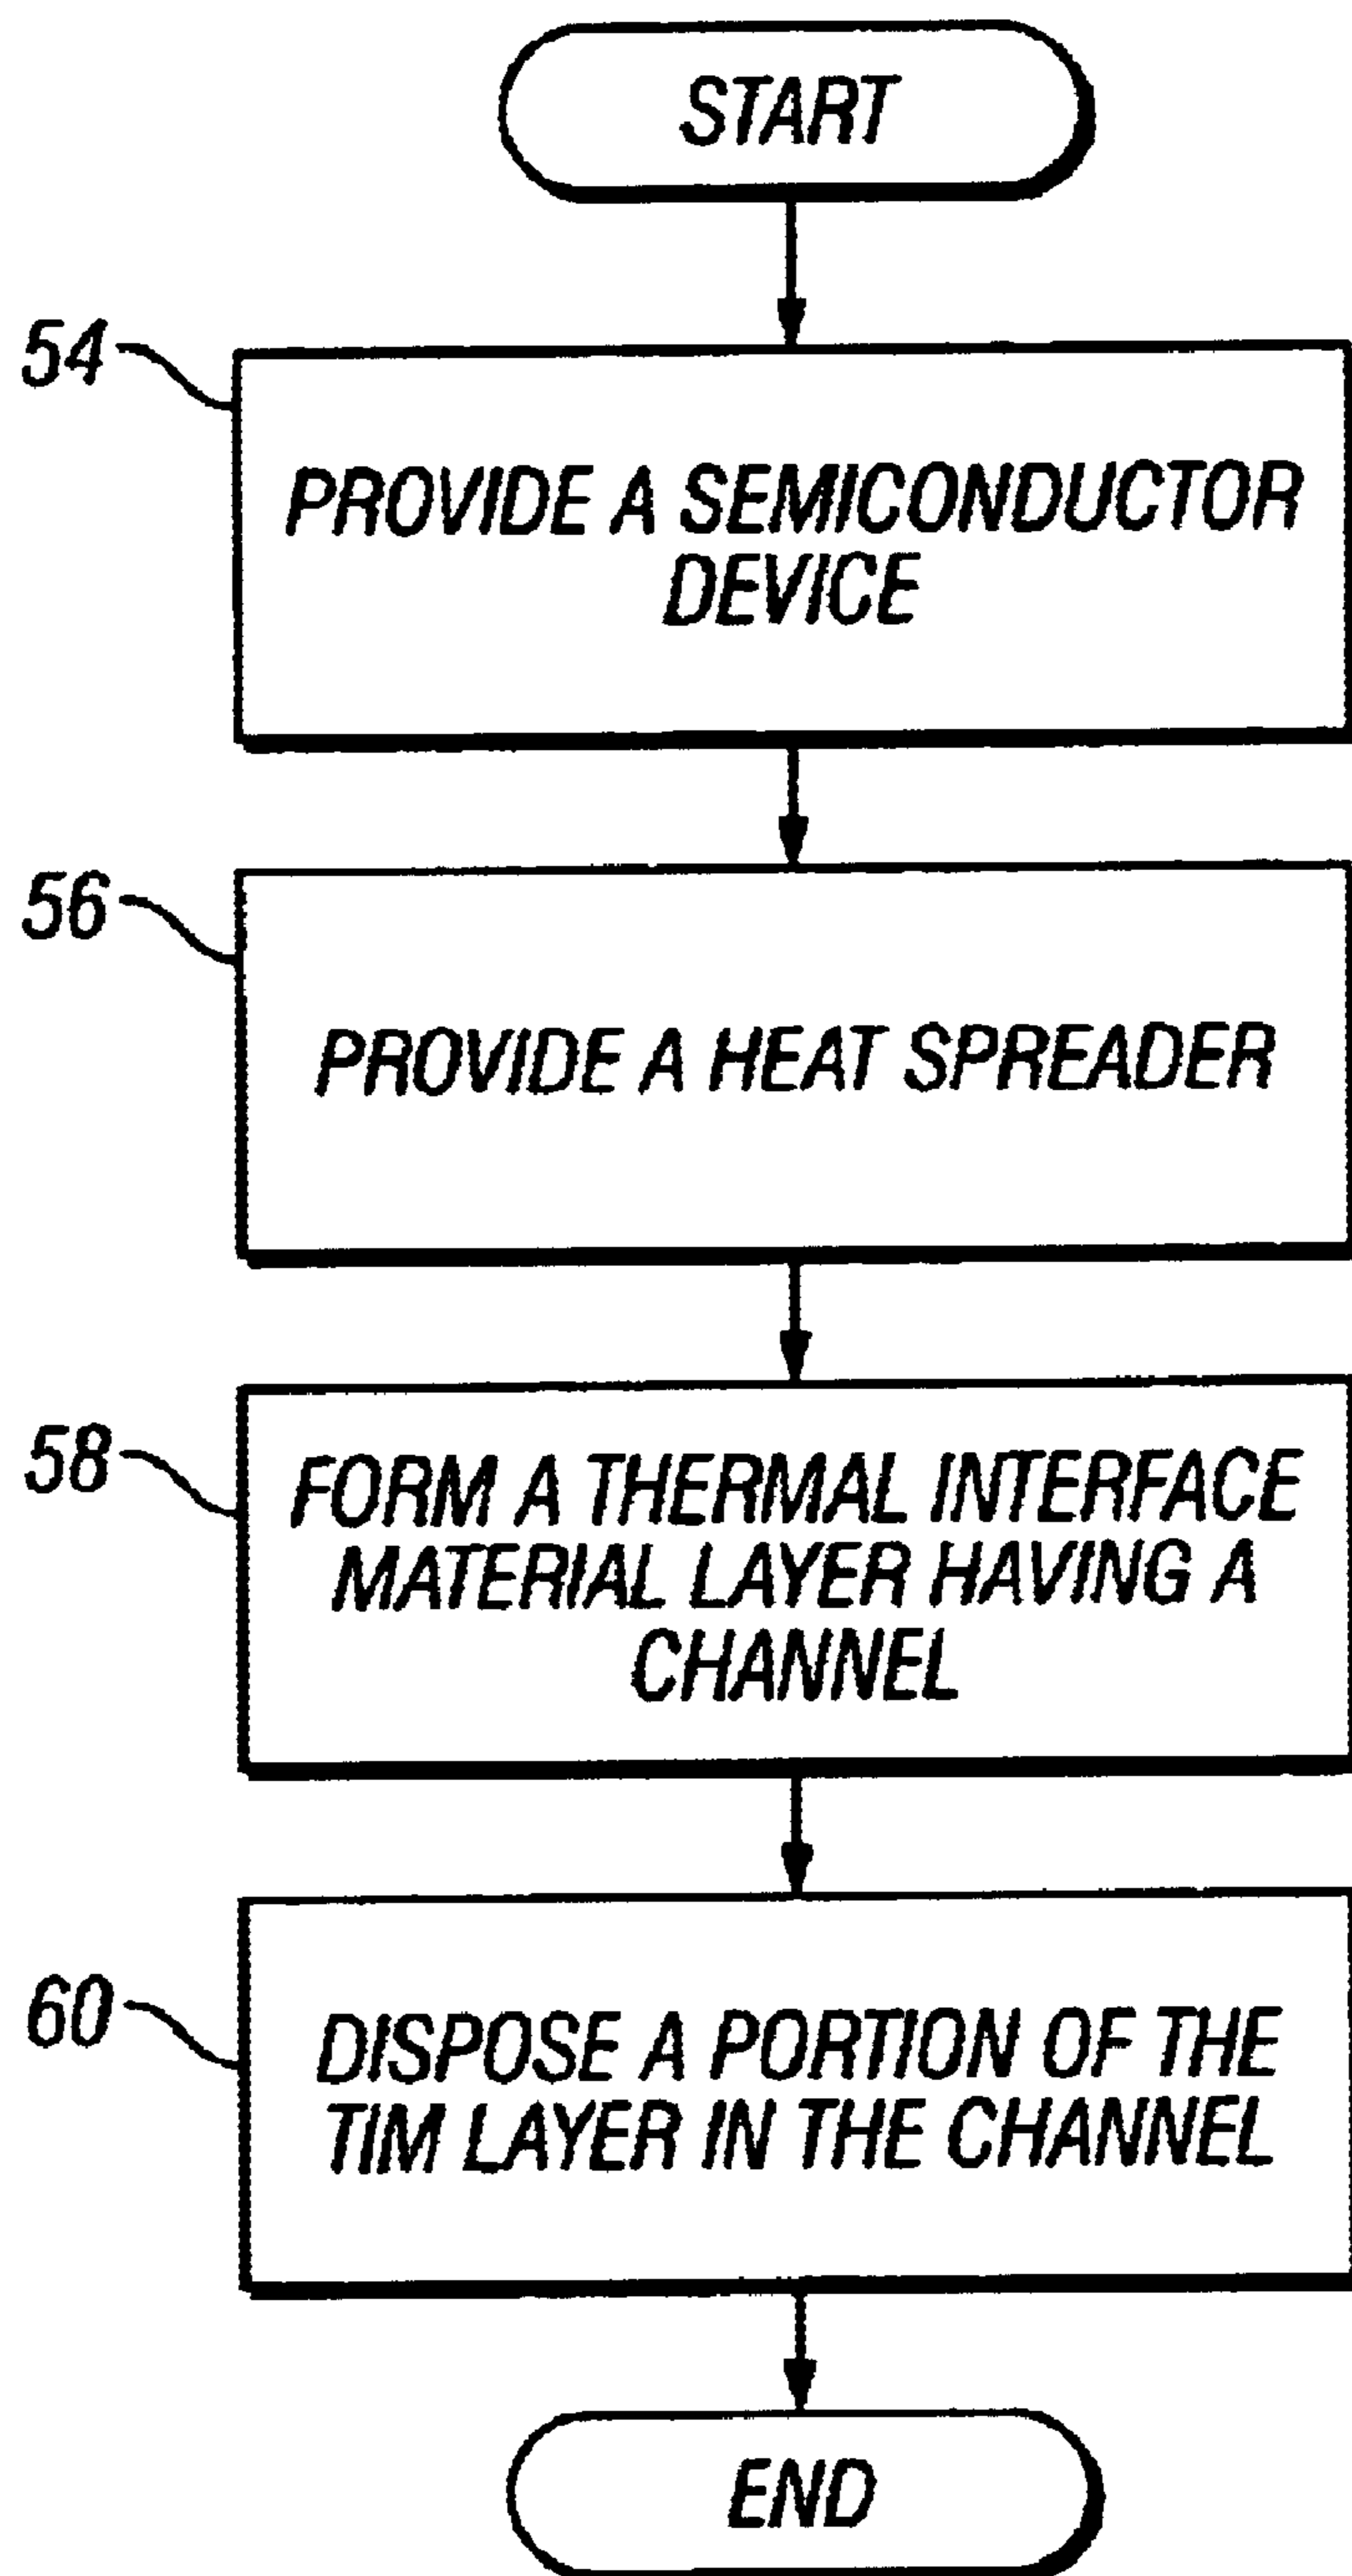 START
54
PROVIDE A SEMICONDUCTOR
DEVICE
56
PROVIDE A HEAT SPREADER
58
FORM A THERMAL INTERFACE
MATERIAL LAYER HAVING A
CHANNEL
60
DISPOSE A PORTION OF THE
TIM LAYER IN THE CHANNEL
END